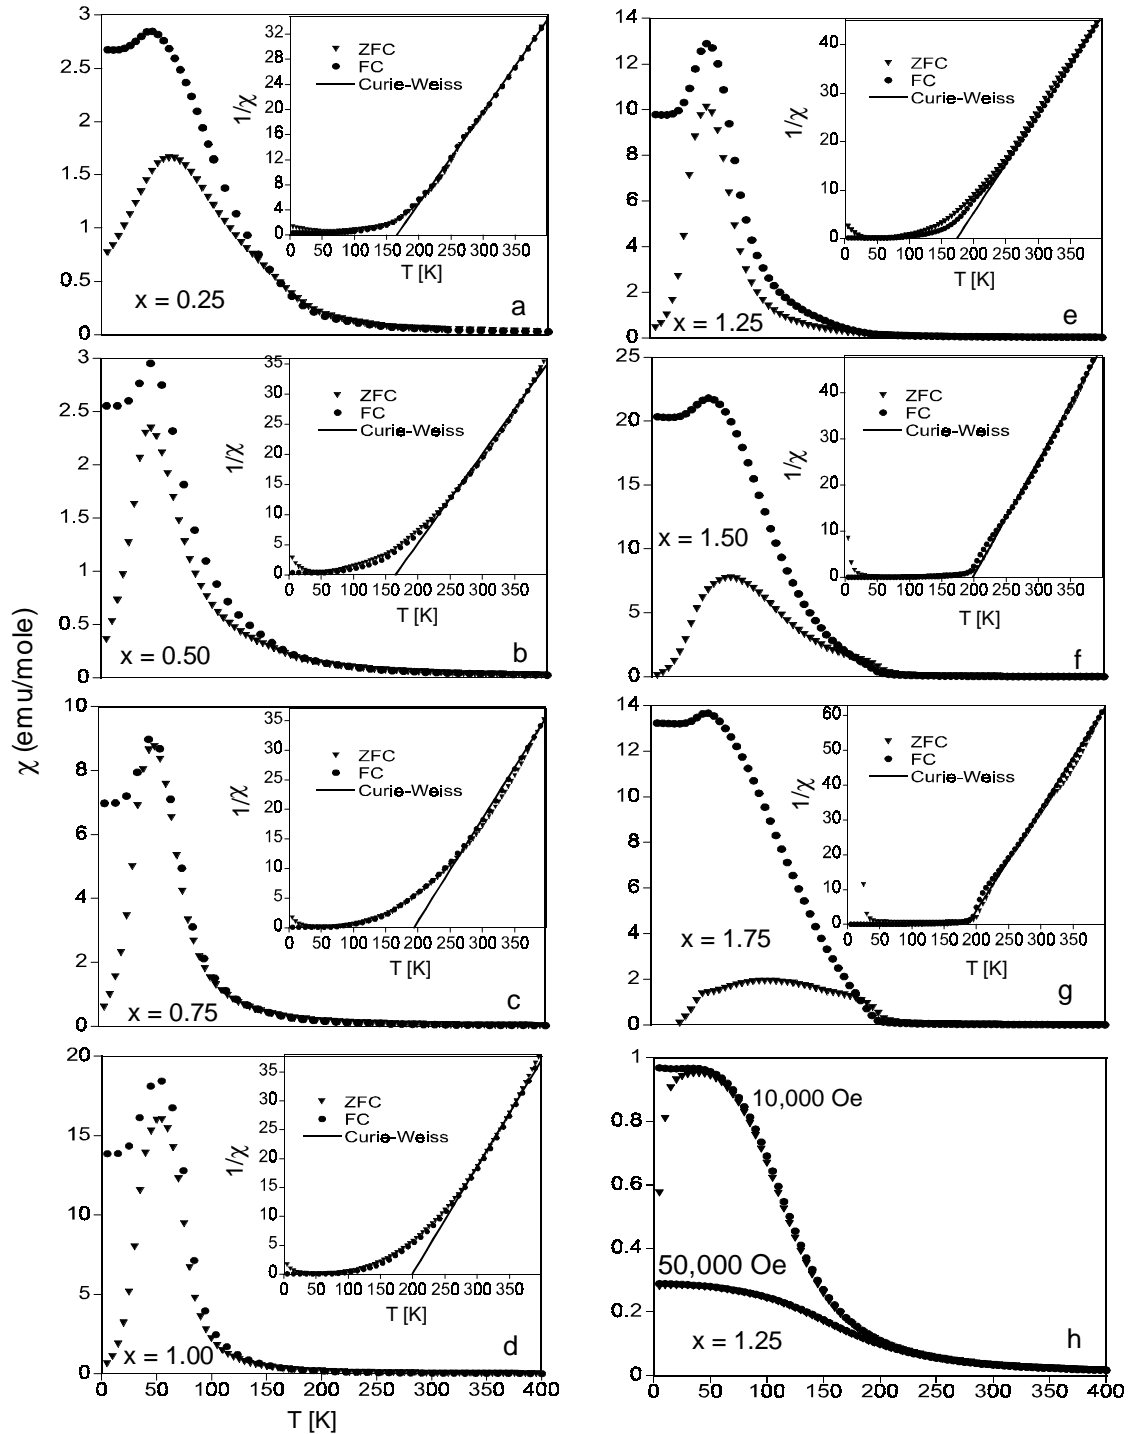 χ (emu/mole)
3
2.5
2
1.5
1
0.5
0
x = 0.25
a
32
28
24
20
16
12
8
4
0
1/χ
ZFC
FC
Curie-Weiss
0 50 100 150 200 250 300 350
T [K]
3
2.5
2
1.5
1
0.5
0
x = 0.50
b
35
30
25
20
15
10
5
0
1/χ
ZFC
FC
Curie-Weiss
0 50 100 150 200 250 300 350
T [K]
10
8
6
4
2
0
x = 0.75
c
35
30
25
20
15
10
5
0
1/χ
ZFC
FC
Curie-Weiss
0 50 100 150 200 250 300 350
T [K]
20
15
10
5
0
x = 1.00
d
35
30
25
20
15
10
5
0
1/χ
ZFC
FC
Curie-Weiss
0 50 100 150 200 250 300 350
T [K]
0 50 100 150 200 250 300 350 400
T [K]
14
12
10
8
6
4
2
0
x = 1.25
e
40
30
20
10
0
1/χ
ZFC
FC
Curie-Weiss
0 50 100 150 200 250 300 350
T [K]
25
20
15
10
5
0
x = 1.50
f
40
30
20
10
0
1/χ
ZFC
FC
Curie-Weiss
0 50 100 150 200 250 300 350
T [K]
14
12
10
8
6
4
2
0
x = 1.75
g
60
50
40
30
20
10
0
1/χ
ZFC
FC
Curie-Weiss
0 50 100 150 200 250 300 350
T [K]
1
0.8
0.6
0.4
0.2
0
10,000 Oe
50,000 Oe
x = 1.25
h
0 50 100 150 200 250 300 350 400